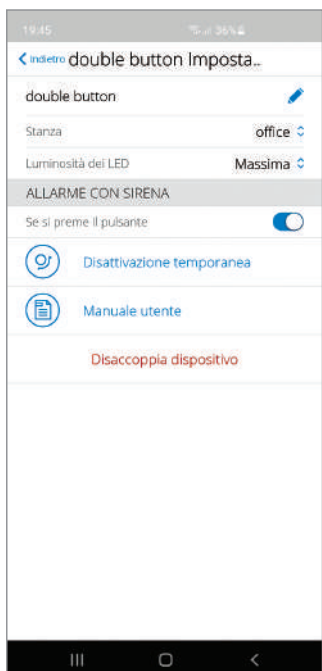 19:45 36%
Indietro double button Imposta..
double button
Stanza office
Luminosità dei LED Massima
ALLARME CON SIRENA
Se si preme il pulsante
Disattivazione temporanea
Manuale utente
Disaccoppia dispositivo